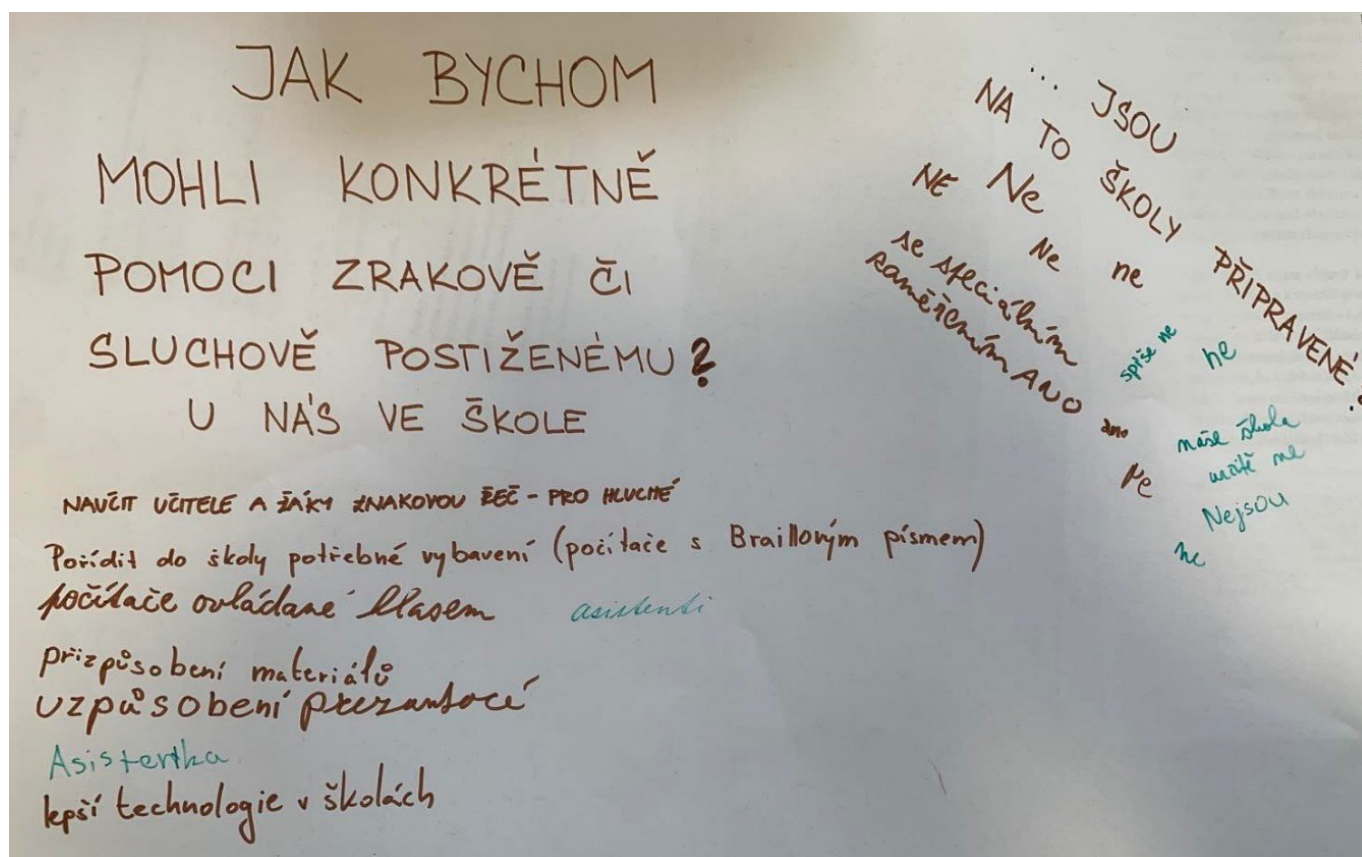 JAK BYCHOM
MOHLI KONKRÉTNĚ
POMOCI ZRAKOVĚ ČI
SLUCHOVĚ POSTIŽENÉMU?
U NÁS VE ŠKOLE
NAUČIT UČITELE A ŽÁKY ZNAKOVOU ŘEČ - PRO HLUCHÉ
Pořídit do školy potřebné vybavení (počítače s Braillovým písmem)
počítače ovládané hlasem
asistenti
přizpůsobení materiálů
uzpůsobení prezentací
Asistentka
lepší technologie v školách
... JSOU
NA TO ŠKOLY PŘIPRAVENÉ?
NE Ne Ne ne
spíše ne
ne
se speciálním
zaměřením ANO
ano
Ne
naše škola
určitě ne
Nejsou
ne